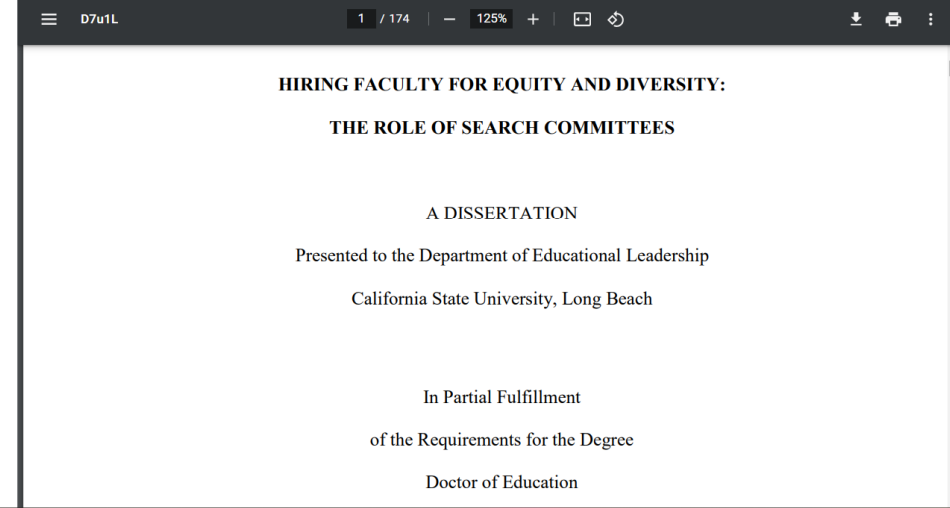 D7u1L 1 / 174 125%
HIRING FACULTY FOR EQUITY AND DIVERSITY:
THE ROLE OF SEARCH COMMITTEES
A DISSERTATION
Presented to the Department of Educational Leadership
California State University, Long Beach
In Partial Fulfillment
of the Requirements for the Degree
Doctor of Education